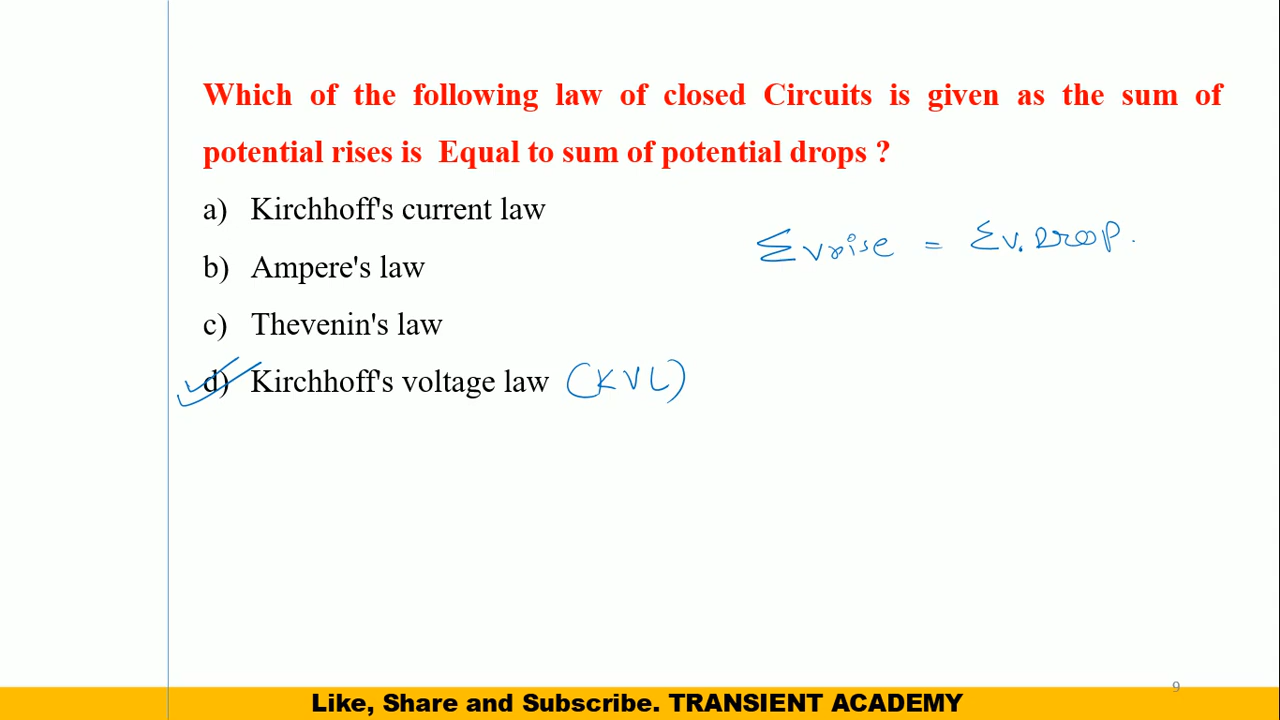 Which of the following law of closed Circuits is given as the sum of
potential rises is Equal to sum of potential drops ?
a) Kirchhoff's current law
Σ V rise = Σ V. Droop.
b) Ampere's law
c) Thevenin's law
d) Kirchhoff's voltage law (KVL)
9
Like, Share and Subscribe. TRANSIENT ACADEMY